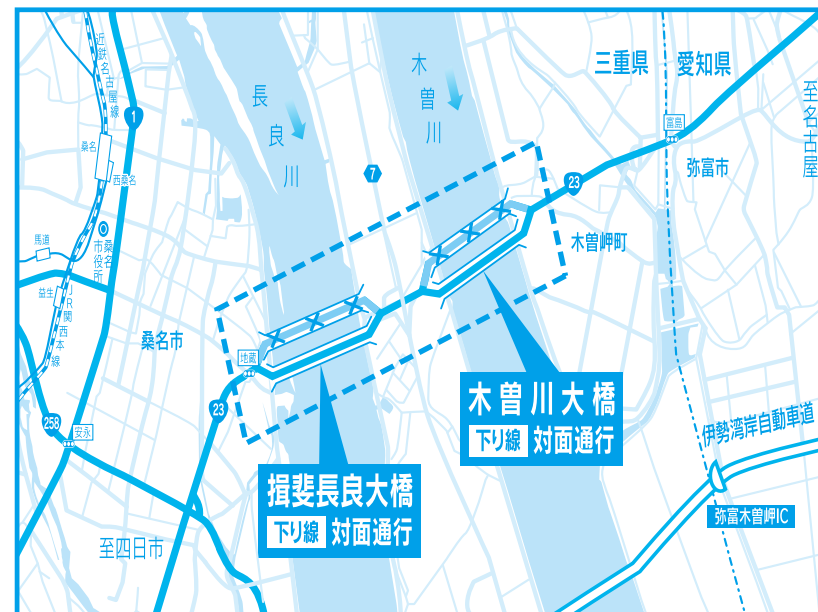 近鉄名古屋線
1
桑名
西桑名
馬道
桑名市役所
益生
JR関西本線
長良川
木曽川
7
三重県
愛知県
至名古屋
富島
弥富市
23
木曽岬町
桑名市
地蔵
23
258
安永
木曽川大橋
下り線 対面通行
揖斐長良大橋
下り線 対面通行
伊勢湾岸自動車道
弥富木曽岬IC
至四日市